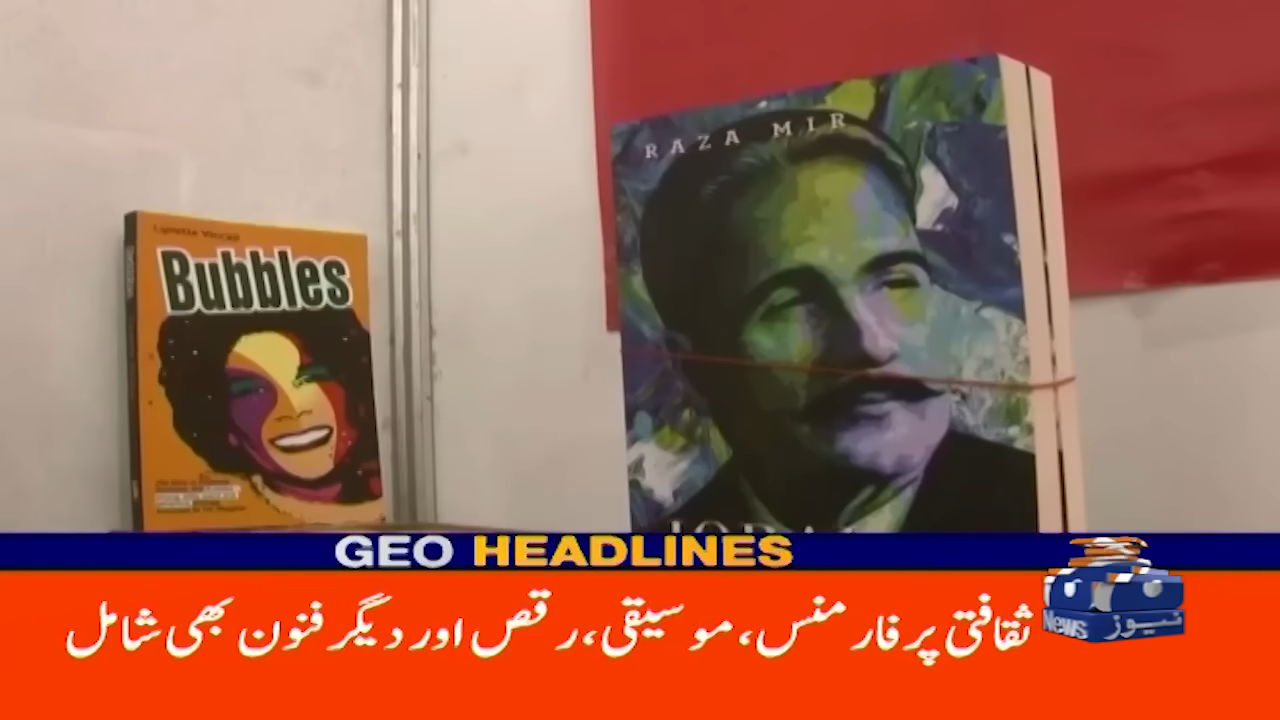 RAZA MIR
Bubbles
GEO HEADLINES
ثقافتی پرفارمنس، موسیقی، رقص اور دیگر فنون بھی شامل
News نیوز